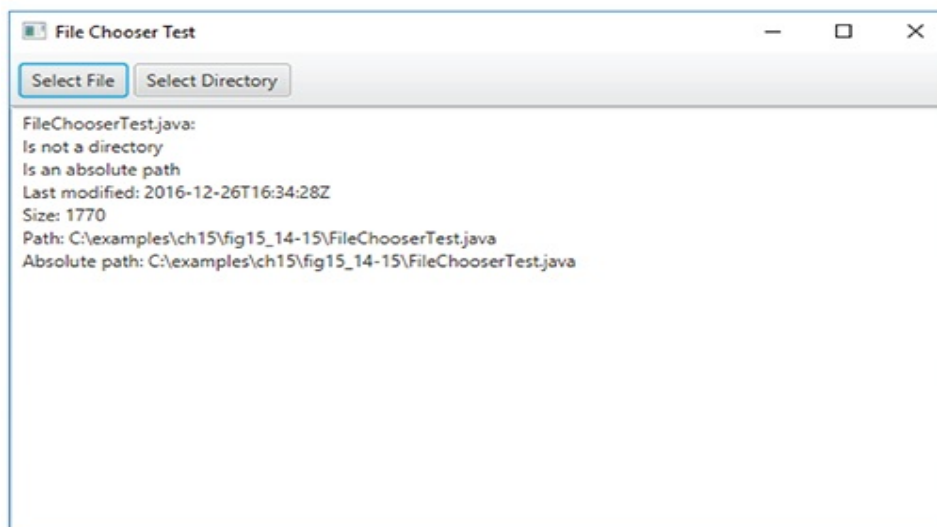 File Chooser Test
Select File
Select Directory
FileChooserTest.java:
Is not a directory
Is an absolute path
Last modified: 2016-12-26T16:34:28Z
Size: 1770
Path: C:\examples\ch15\fig15_14-15\FileChooserTest.java
Absolute path: C:\examples\ch15\fig15_14-15\FileChooserTest.java